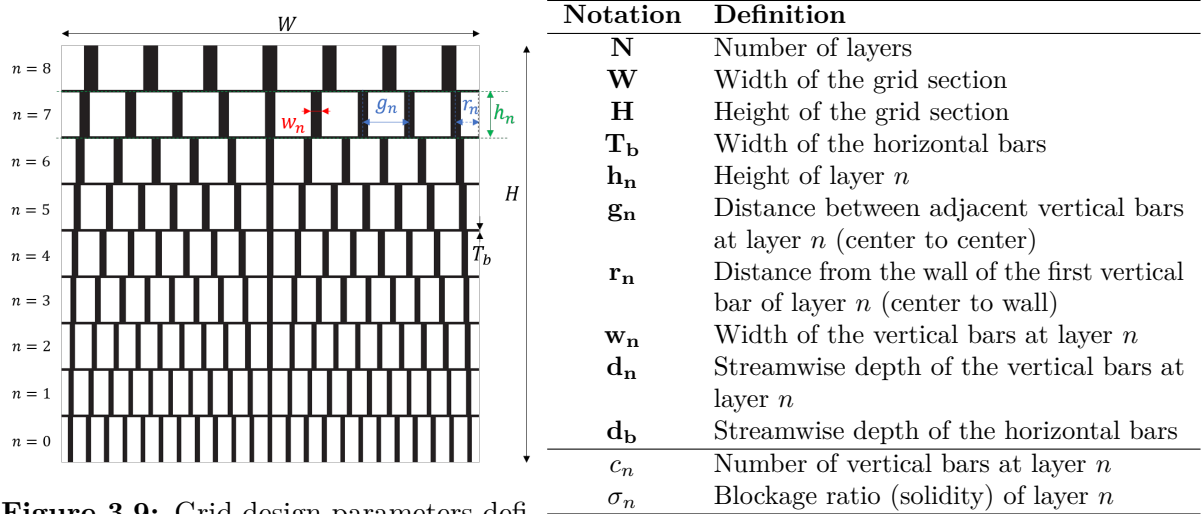 W
n = 8
n = 7
n = 6
n = 5
n = 4
n = 3
n = 2
n = 1
n = 0
w_n
g_n
r_n
h_n
H
T_b
Figure 3.9: Grid design parameters defi
Notation Definition
N Number of layers
W Width of the grid section
H Height of the grid section
T_b Width of the horizontal bars
h_n Height of layer n
g_n Distance between adjacent vertical bars
at layer n (center to center)
r_n Distance from the wall of the first vertical
bar of layer n (center to wall)
w_n Width of the vertical bars at layer n
d_n Streamwise depth of the vertical bars at
layer n
d_b Streamwise depth of the horizontal bars
c_n Number of vertical bars at layer n
σ_n Blockage ratio (solidity) of layer n